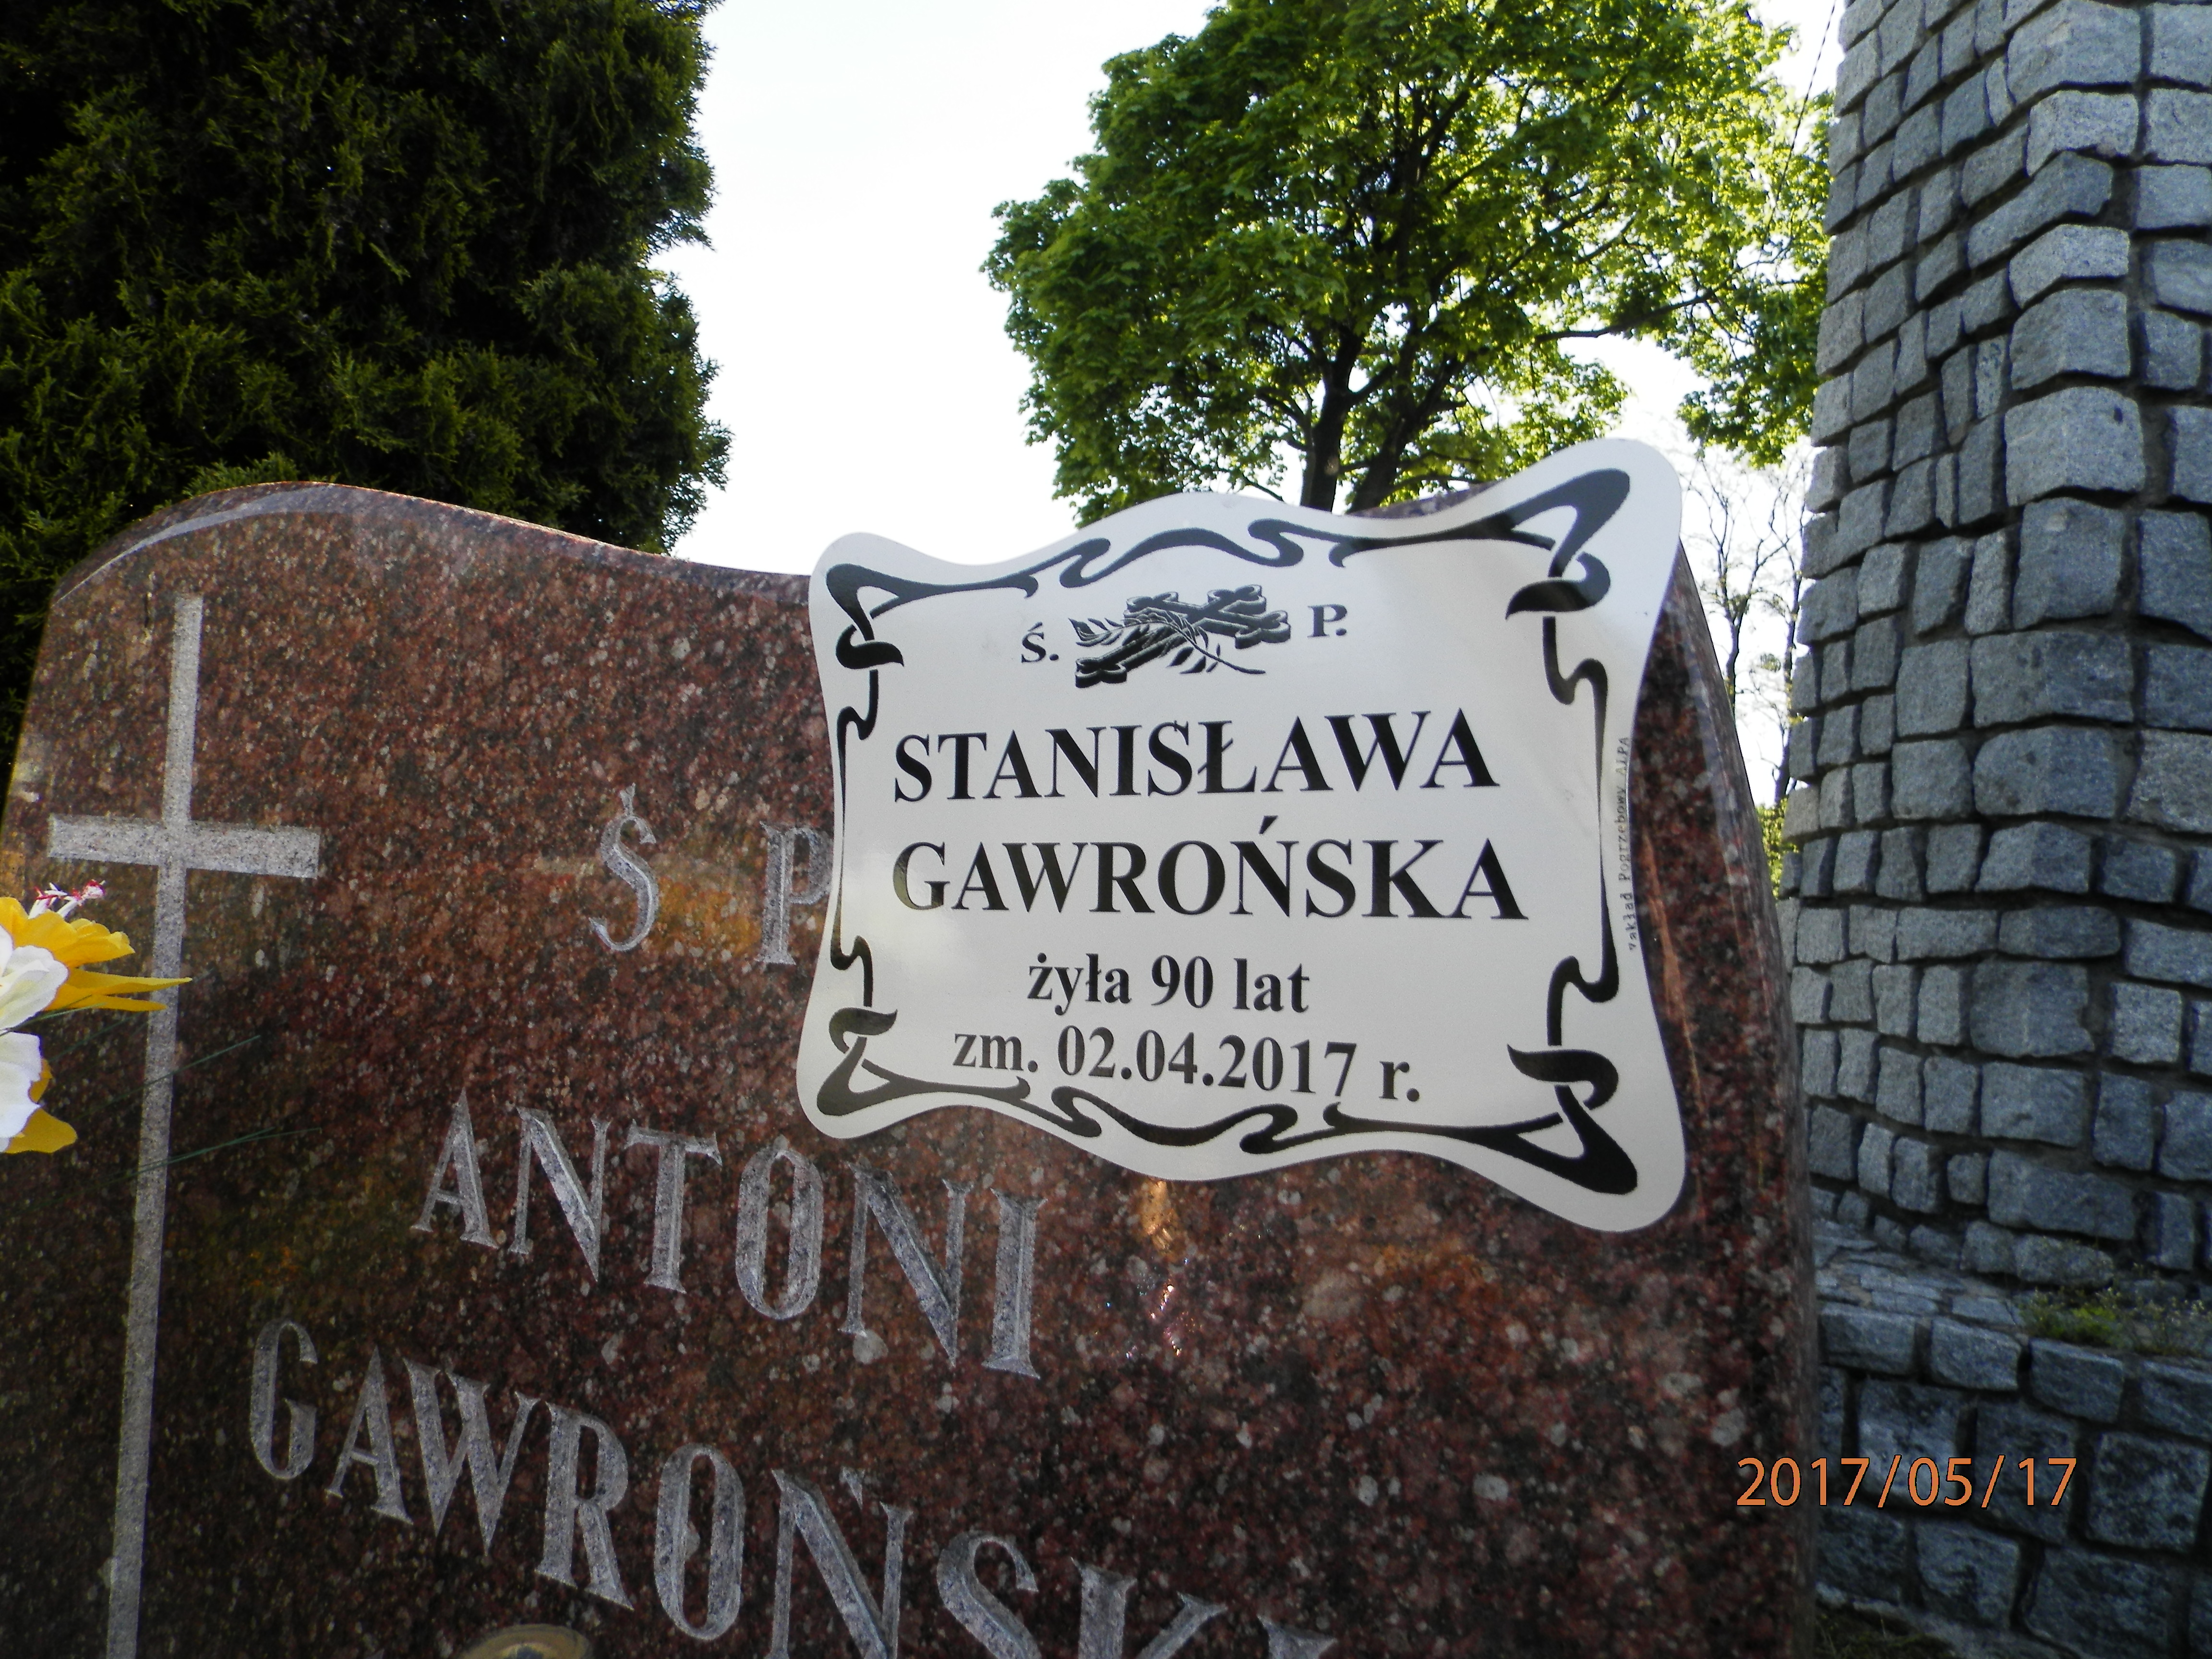 Ś. P.
STANISŁAWA
GAWROŃSKA
żyła 90 lat
zm. 02.04.2017 r.
Zakład Pogrzebowy ALPA
Ś P
ANTONI
GAWROŃSKI
2017/05/17